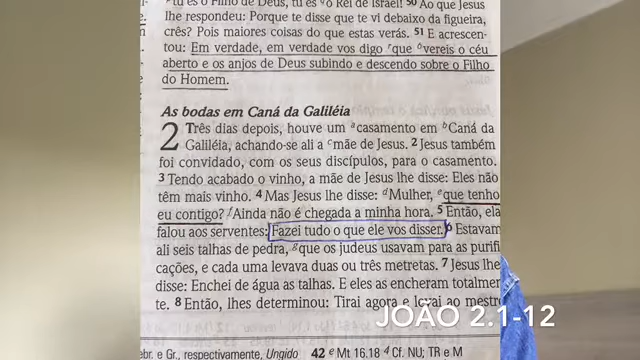 tu és o Filho de Deus, tu és o Rei de Israel! 50 Ao que Jesus
lhe respondeu: Porque te disse que te vi debaixo da figueira,
crês? Pois maiores coisas do que estas verás. 51 E acrescen-
tou: Em verdade, em verdade vos digo que vereis o céu
aberto e os anjos de Deus subindo e descendo sobre o Filho
do Homem.
As bodas em Caná da Galiléia
2 Três dias depois, houve um a casamento em b Caná da
Galiléia, achando-se ali a c mãe de Jesus. 2 Jesus também
foi convidado, com os seus discípulos, para o casamento.
3 Tendo acabado o vinho, a mãe de Jesus lhe disse: Eles não
têm mais vinho. 4 Mas Jesus lhe disse: d Mulher, e que tenho
eu contigo? f Ainda não é chegada a minha hora. 5 Então, ela
falou aos serventes: Fazei tudo o que ele vos disser. 6 Estavam
ali seis talhas de pedra, g que os judeus usavam para as purifi
cações, e cada uma levava duas ou três metretas. 7 Jesus lhe
disse: Enchei de água as talhas. E eles as encheram totalmen
te. 8 Então, lhes determinou: Tirai agora e levai ao mestre
JOÃO 2.1-12
ebr. e Gr., respectivamente, Ungido 42 e Mt 16.18 d Cf. NU; TR e M